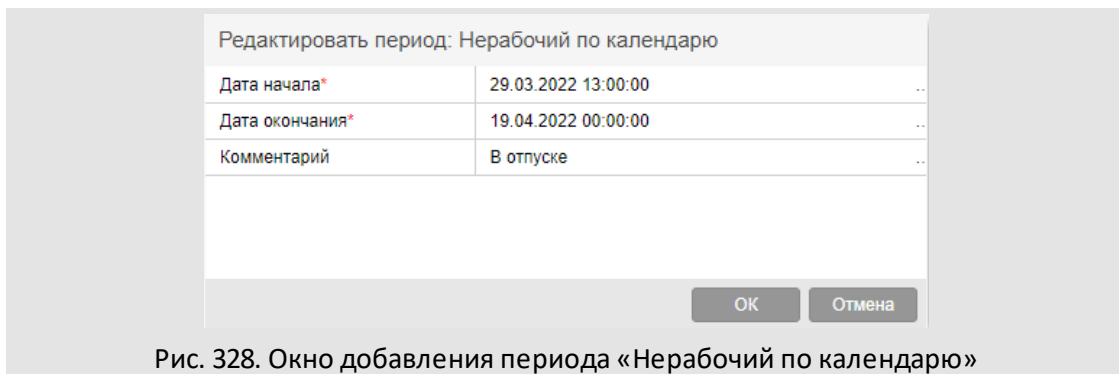 Редактировать период: Нерабочий по календарю
Дата начала* 29.03.2022 13:00:00 ..
Дата окончания* 19.04.2022 00:00:00 ..
Комментарий В отпуске ..
ОК Отмена
Рис. 328. Окно добавления периода «Нерабочий по календарю»